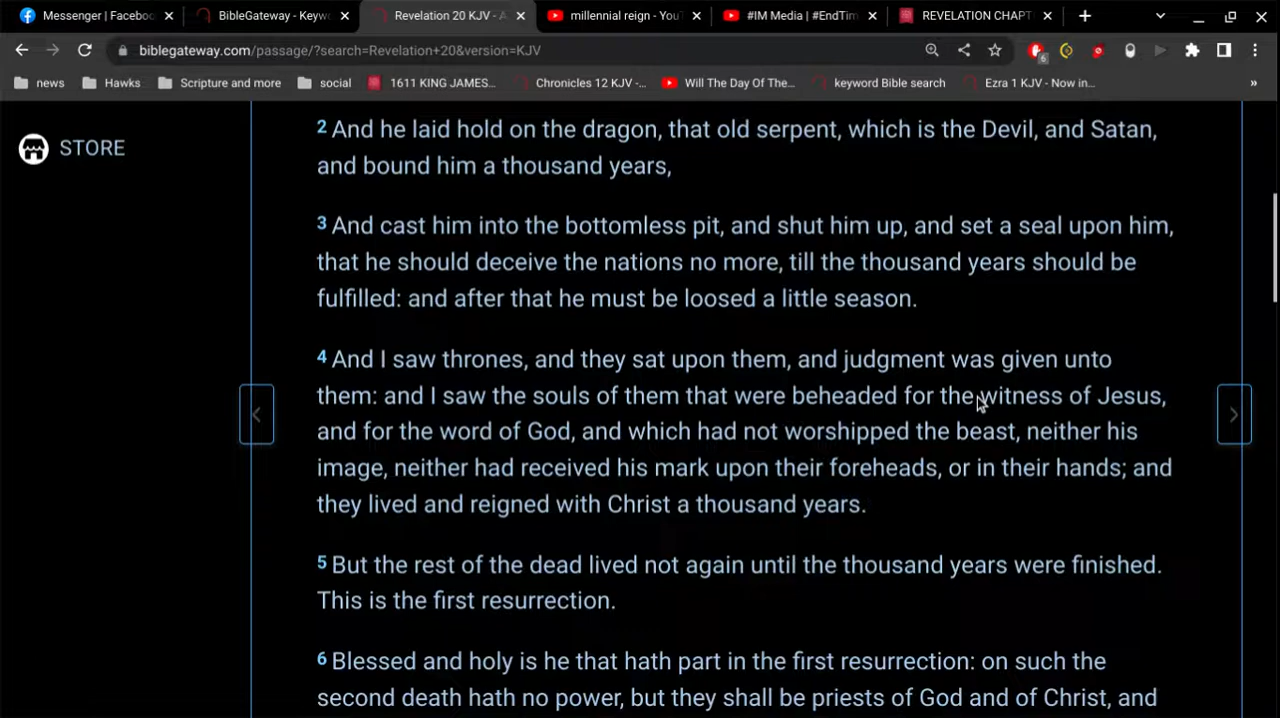 Messenger | Faceboo
BibleGateway - Keyw
Revelation 20 KJV - A
millennial reign - You
#IM Media | #EndTim
REVELATION CHAPT
biblegateway.com/passage/?search=Revelation+20&version=KJV
6
news
Hawks
Scripture and more
social
1611 KING JAMES...
Chronicles 12 KJV -...
Will The Day Of The...
keyword Bible search
Ezra 1 KJV - Now in...
»
STORE
2 And he laid hold on the dragon, that old serpent, which is the Devil, and Satan,
and bound him a thousand years,
3 And cast him into the bottomless pit, and shut him up, and set a seal upon him,
that he should deceive the nations no more, till the thousand years should be
fulfilled: and after that he must be loosed a little season.
4 And I saw thrones, and they sat upon them, and judgment was given unto
them: and I saw the souls of them that were beheaded for the witness of Jesus,
and for the word of God, and which had not worshipped the beast, neither his
image, neither had received his mark upon their foreheads, or in their hands; and
they lived and reigned with Christ a thousand years.
5 But the rest of the dead lived not again until the thousand years were finished.
This is the first resurrection.
6 Blessed and holy is he that hath part in the first resurrection: on such the
second death hath no power, but they shall be priests of God and of Christ, and